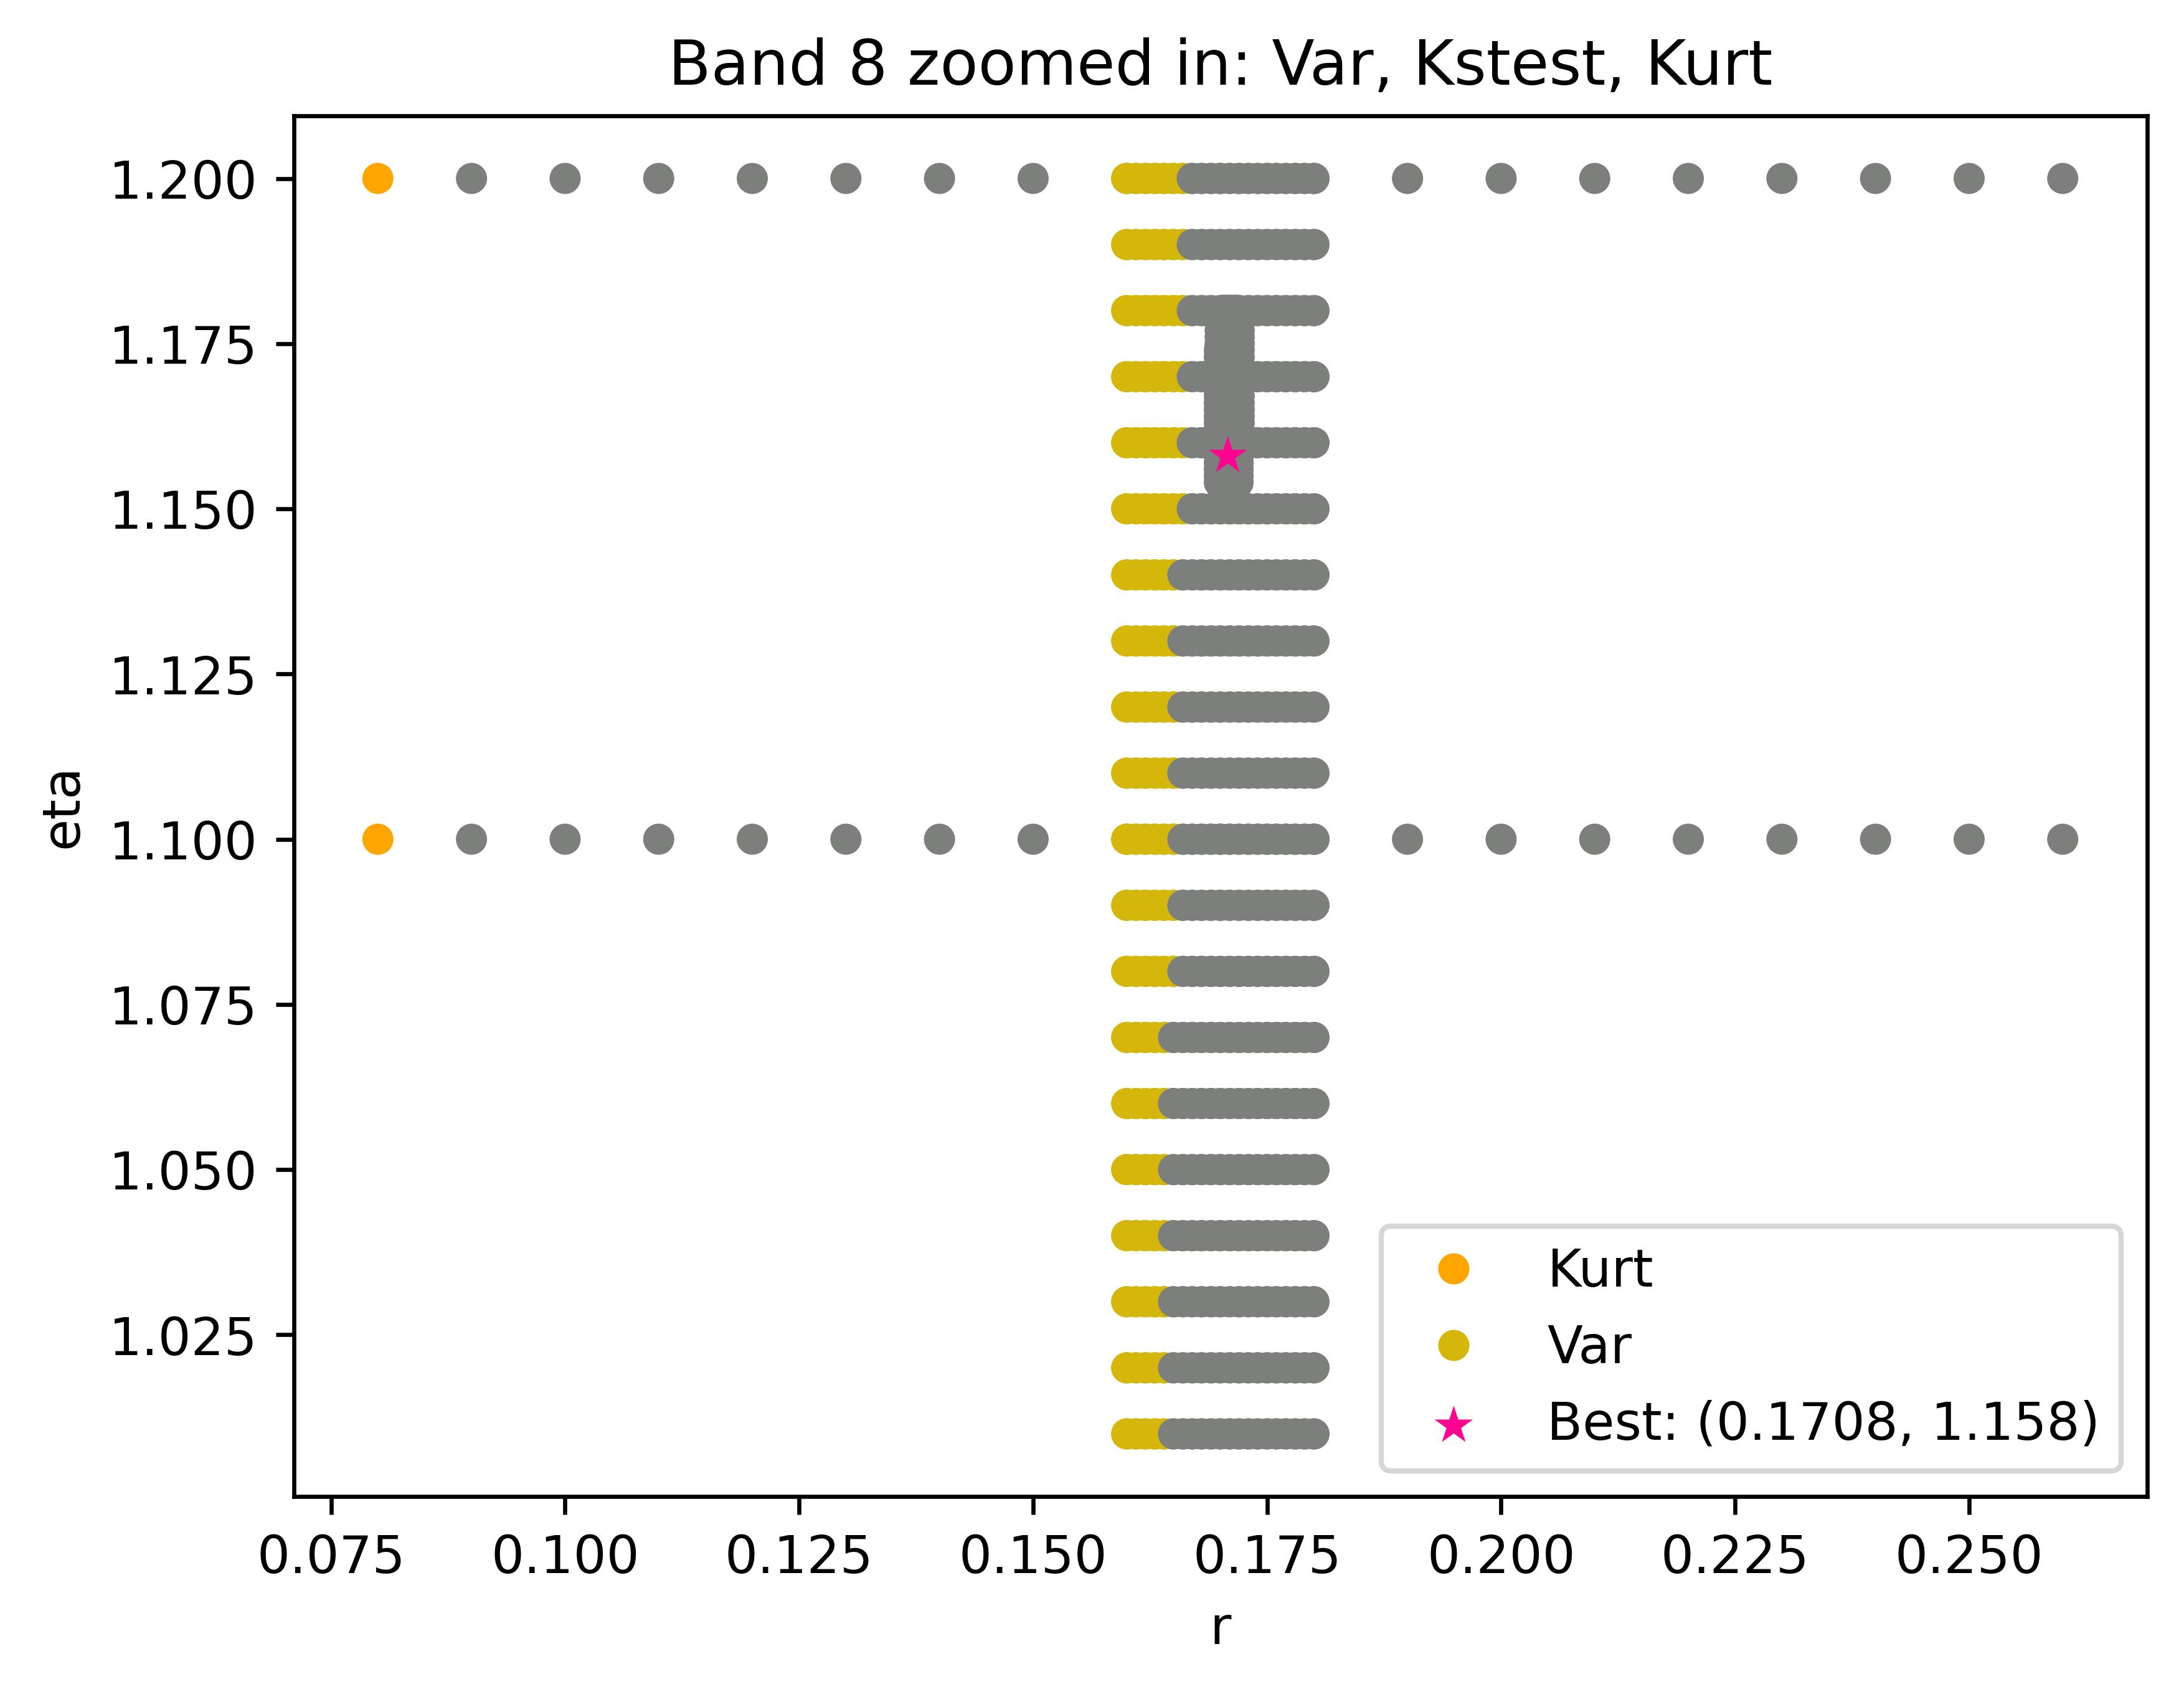 Band 8 zoomed in: Var, Kstest, Kurt
eta
1.200
1.175
1.150
1.125
1.100
1.075
1.050
1.025
Kurt
Var
Best: (0.1708, 1.158)
0.075 0.100 0.125 0.150 0.175 0.200 0.225 0.250
r